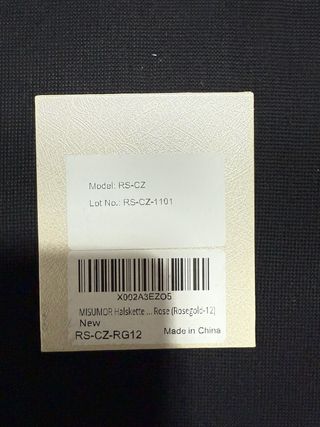 Model: RS-CZ
Lot No.: RS-CZ-1101
X002A3EZO5
MISUMOR Halskette ... Rose (Rosegold-12)
New
RS-CZ-RG12
Made in China